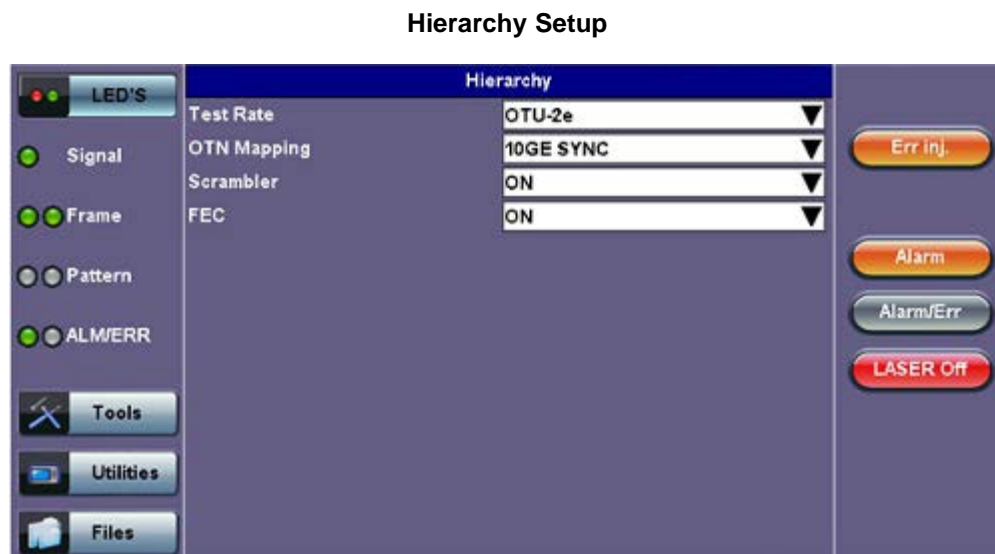 Hierarchy Setup
LED'S
Hierarchy
Test Rate OTU-2e
Signal
OTN Mapping 10GE SYNC
Err inj.
Scrambler ON
Frame
FEC ON
Pattern
Alarm
ALM/ERR
Alarm/Err
LASER Off
Tools
Utilities
Files